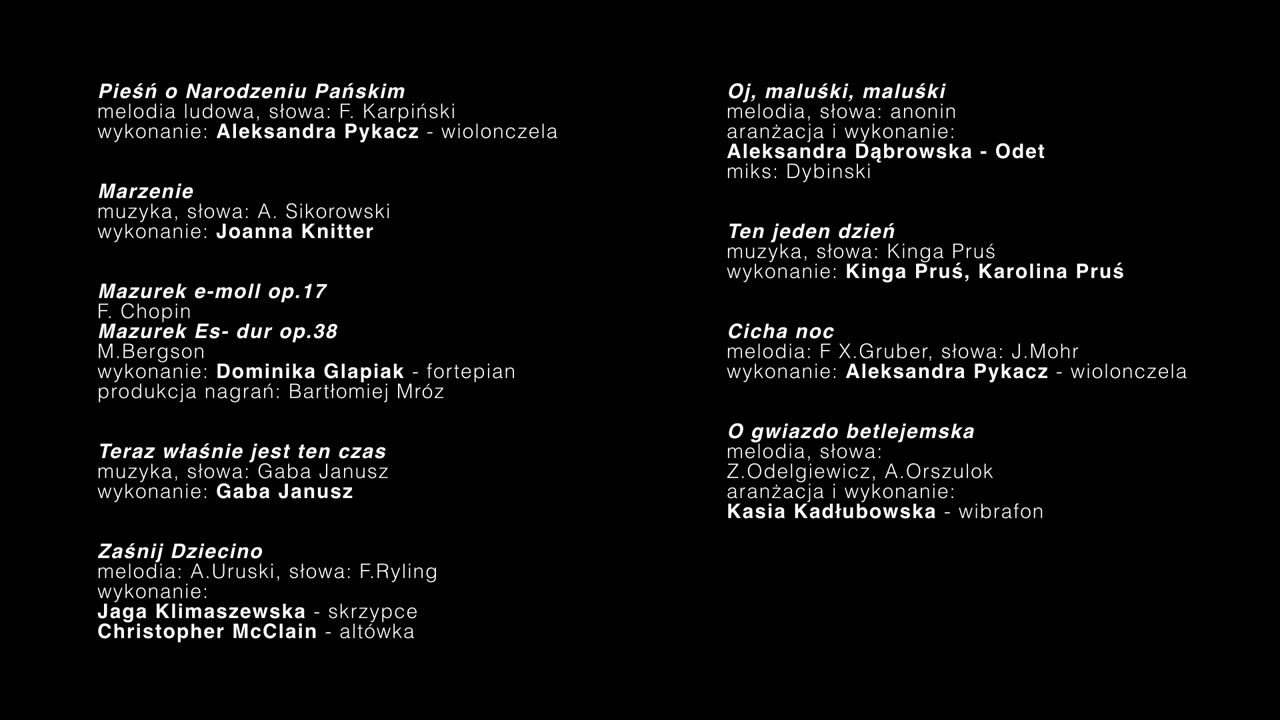 Pieśń o Narodzeniu Pańskim
melodia ludowa, słowa: F. Karpiński
wykonanie: Aleksandra Pykacz - wiolonczela
Marzenie
muzyka, słowa: A. Sikorowski
wykonanie: Joanna Knitter
Mazurek e-moll op.17
F. Chopin
Mazurek Es- dur op.38
M.Bergson
wykonanie: Dominika Glapiak - fortepian
produkcja nagrań: Bartłomiej Mróz
Teraz właśnie jest ten czas
muzyka, słowa: Gaba Janusz
wykonanie: Gaba Janusz
Zaśnij Dziecino
melodia: A.Uruski, słowa: F.Ryling
wykonanie:
Jaga Klimaszewska - skrzypce
Christopher McClain - altówka
Oj, maluśki, maluśki
melodia, słowa: anonin
aranżacja i wykonanie:
Aleksandra Dąbrowska - Odet
miks: Dybinski
Ten jeden dzień
muzyka, słowa: Kinga Pruś
wykonanie: Kinga Pruś, Karolina Pruś
Cicha noc
melodia: F X.Gruber, słowa: J.Mohr
wykonanie: Aleksandra Pykacz - wiolonczela
O gwiazdo betlejemska
melodia, słowa:
Z.Odelgiewicz, A.Orszulok
aranżacja i wykonanie:
Kasia Kadłubowska - wibrafon